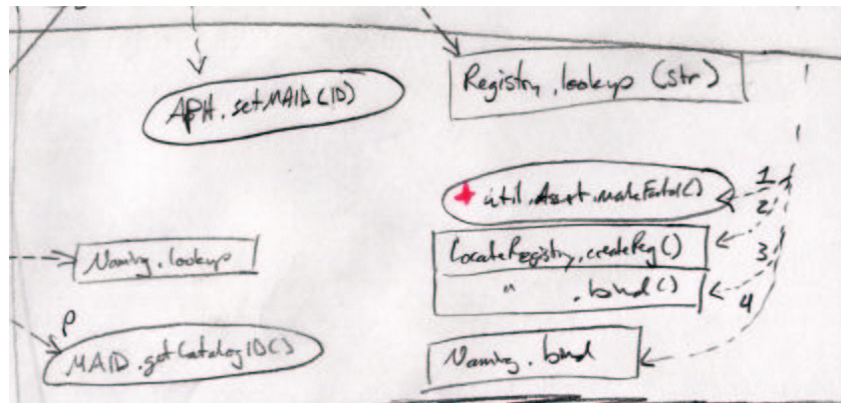 APH.setMAID(ID)
Registry.lookup (str)
util.Assert.makeFatal()
1
2
Naming.lookup
LocateRegistry.createReg()
3
" .bind()
4
P
MAID.getCatalogID()
Naming.bind